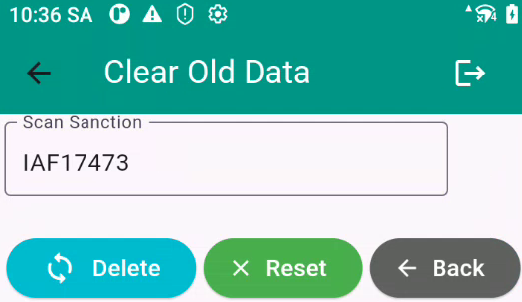 10:36 SA
Clear Old Data
Scan Sanction
IAF17473
Delete
Reset
Back